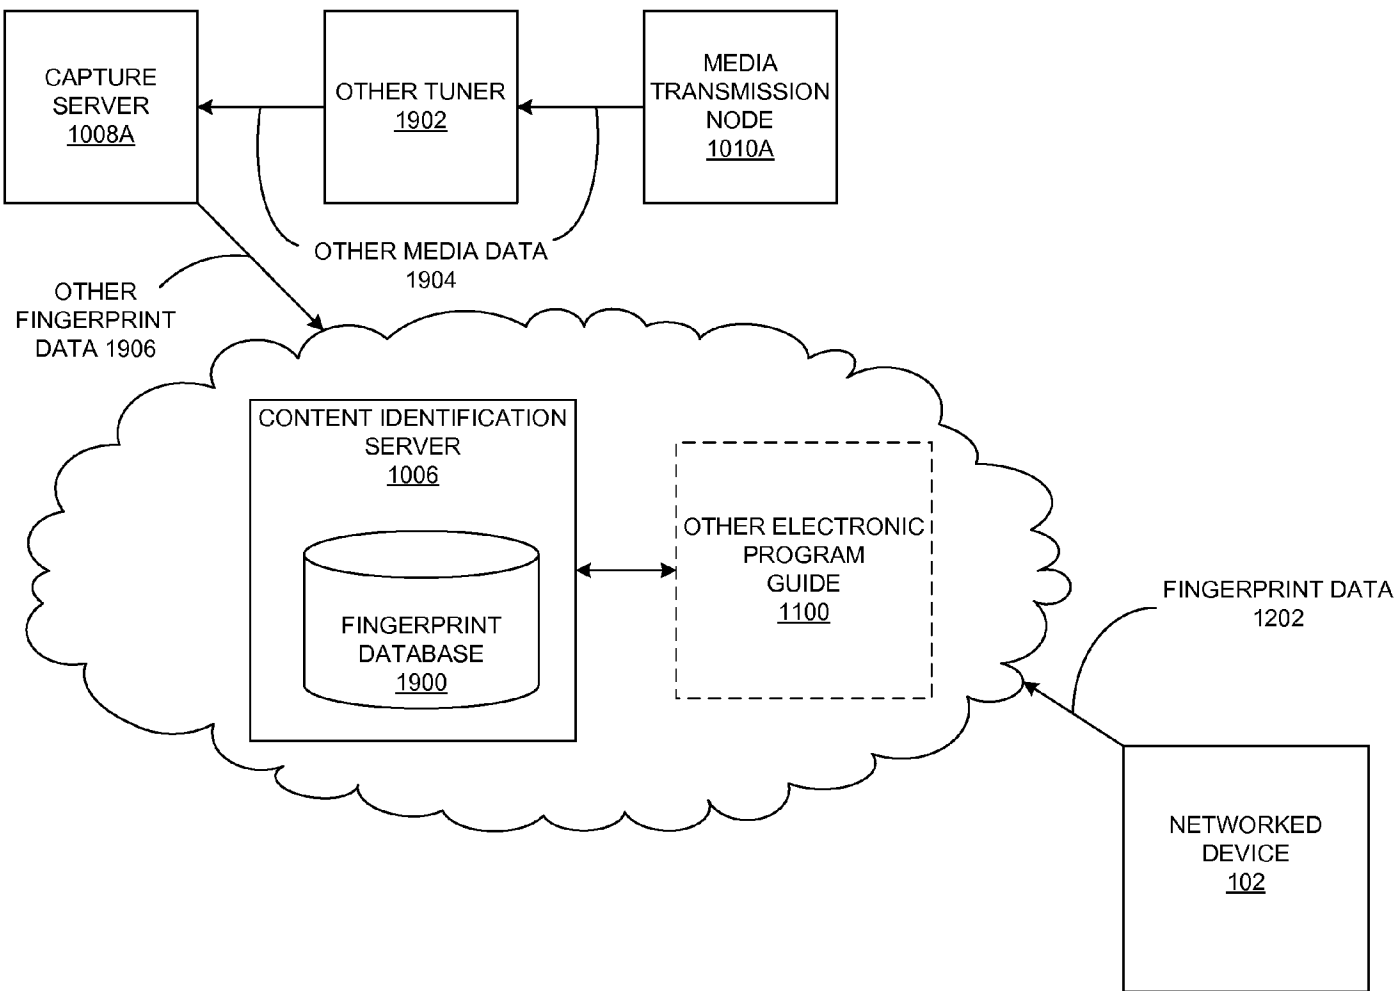 CAPTURE
SERVER
1008A
OTHER TUNER
1902
MEDIA
TRANSMISSION
NODE
1010A
OTHER MEDIA DATA
1904
OTHER
FINGERPRINT
DATA 1906
CONTENT IDENTIFICATION
SERVER
1006
FINGERPRINT
DATABASE
1900
OTHER ELECTRONIC
PROGRAM
GUIDE
1100
FINGERPRINT DATA
1202
NETWORKED
DEVICE
102